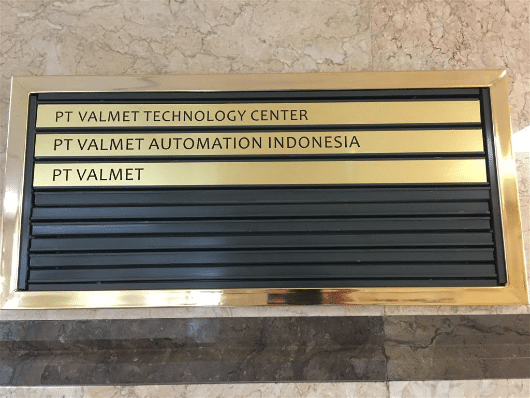 PT VALMET TECHNOLOGY CENTER
PT VALMET AUTOMATION INDONESIA
PT VALMET